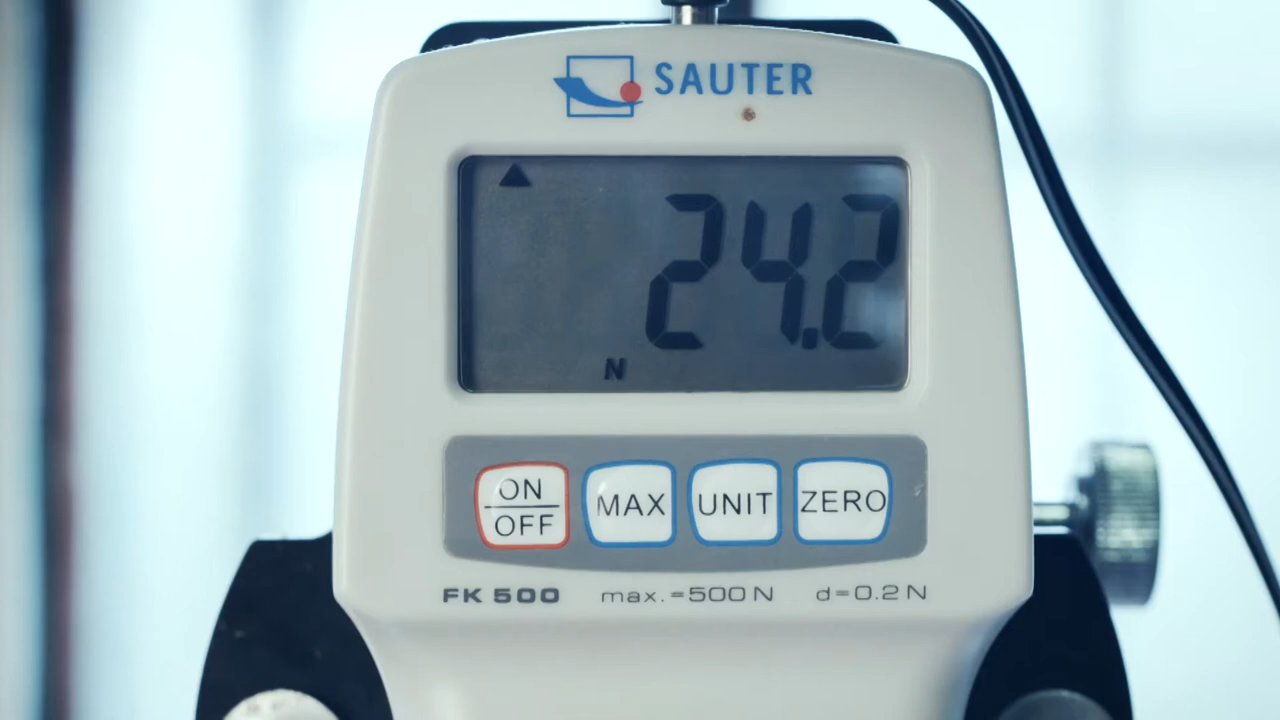 SAUTER
24.2
N
ON
OFF
MAX
UNIT
ZERO
FK 500 max.=500 N d=0.2 N